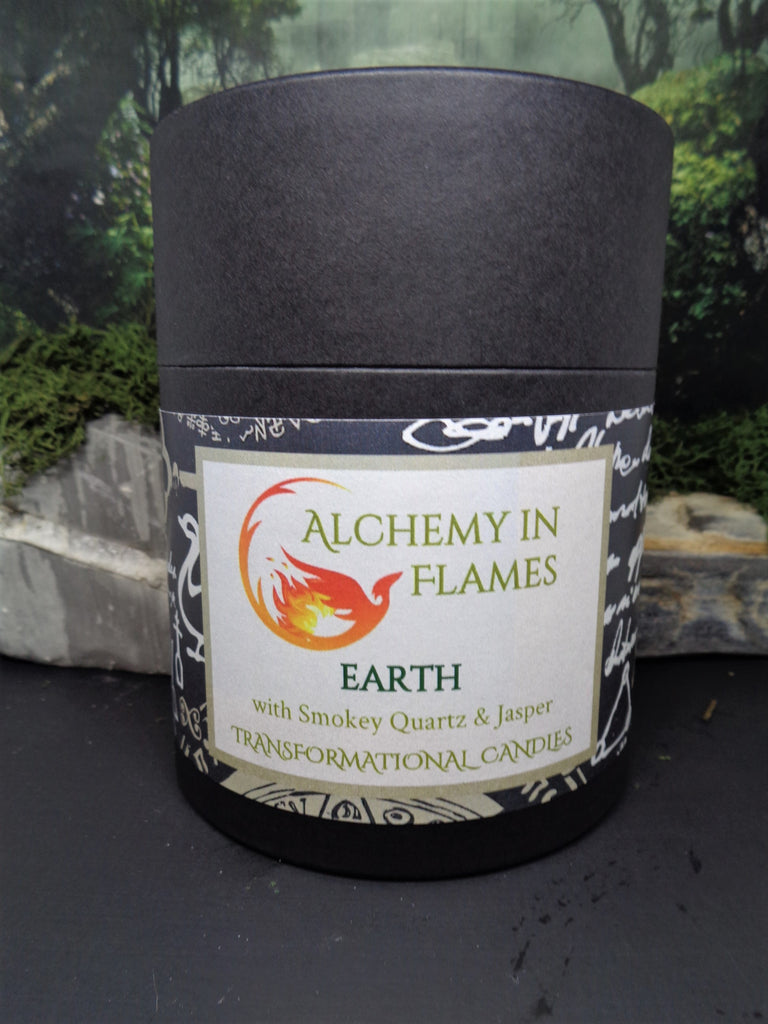 ALCHEMY IN
FLAMES
EARTH
with Smokey Quartz & Jasper
TRANSFORMATIONAL CANDLES